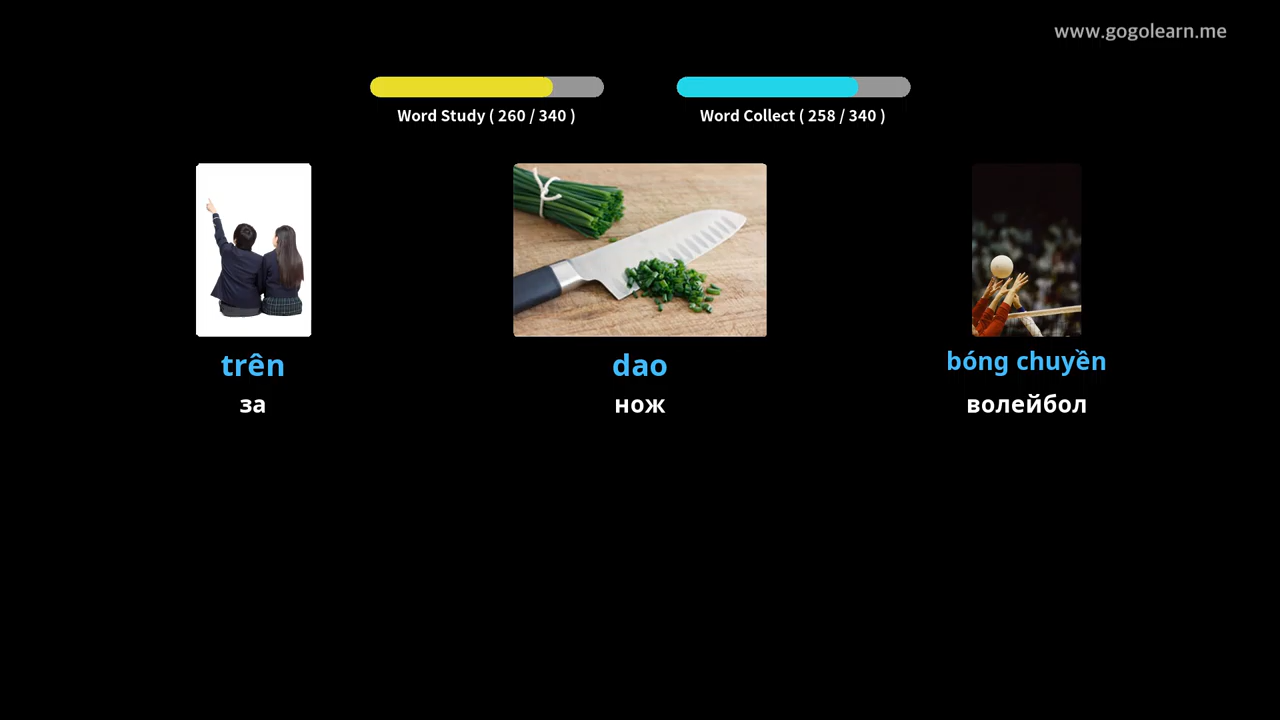 www.gogolearn.me
Word Study ( 260 / 340 )
Word Collect ( 258 / 340 )
trên
dao
bóng chuyền
за
нож
волейбол